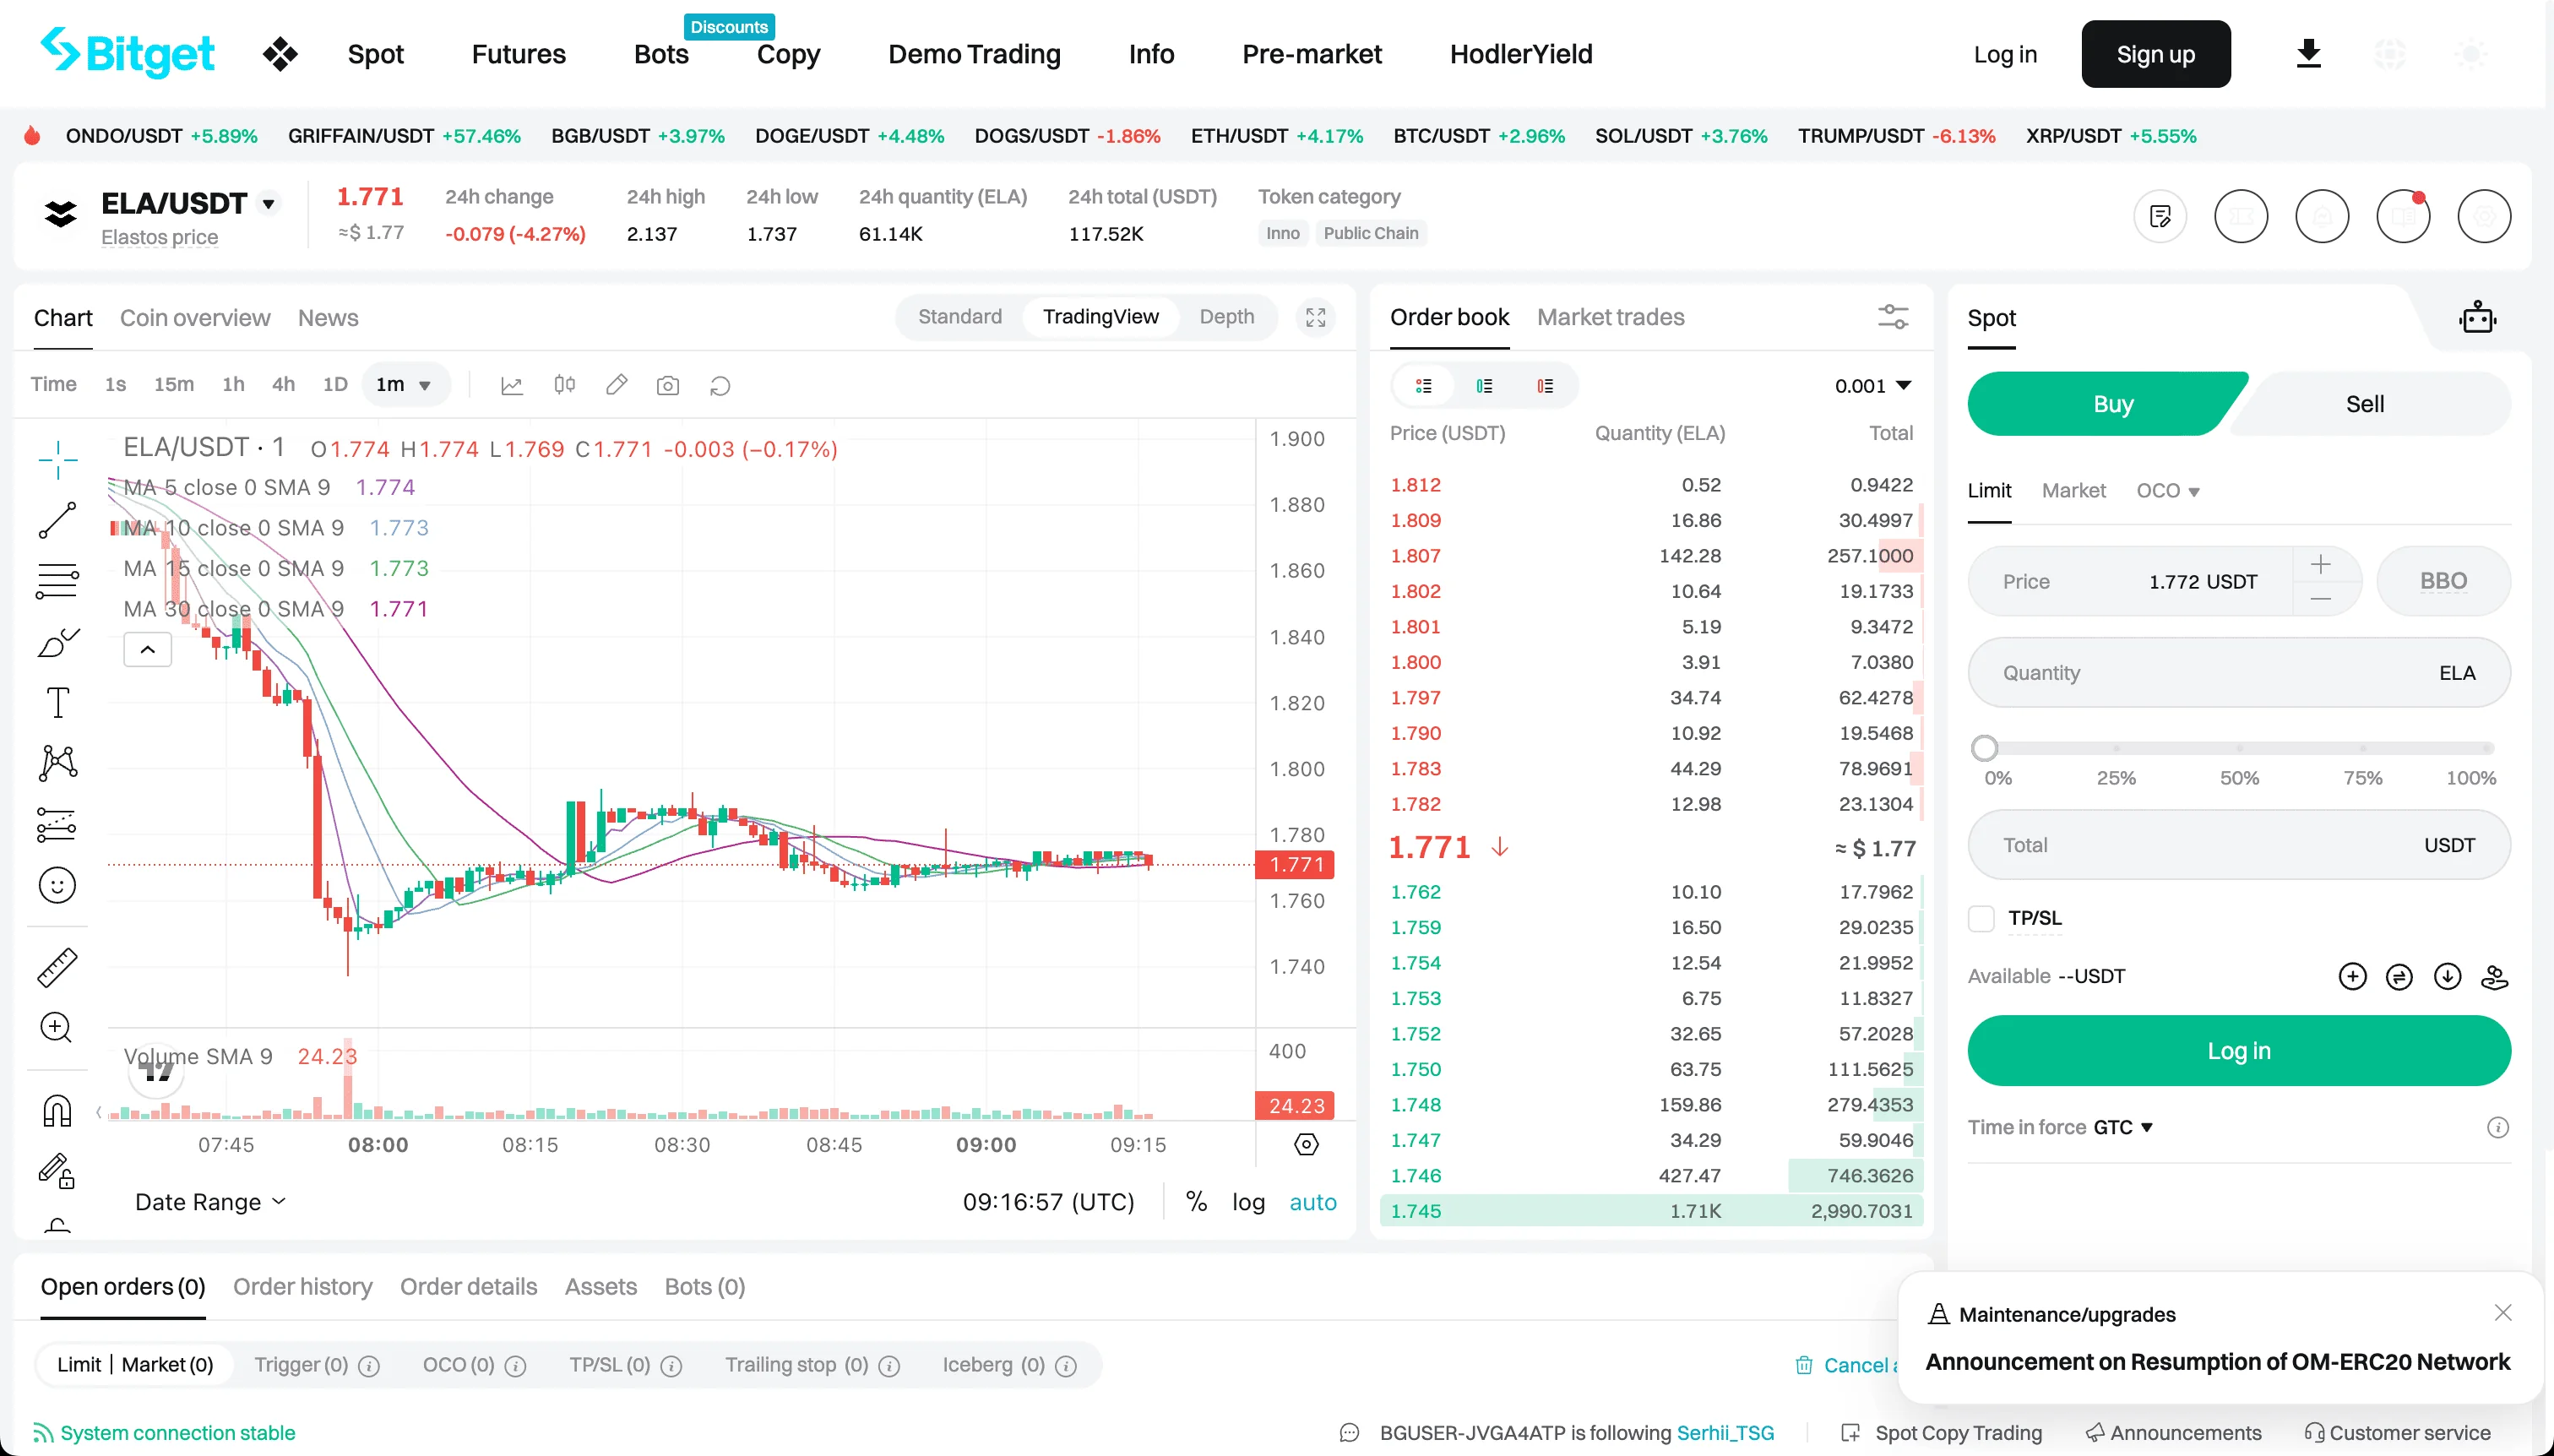 Bitget
Spot
Futures
Bots
Discounts
Copy
Demo Trading
Info
Pre-market
HodlerYield
Log in
Sign up
ONDO/USDT +5.89% GRIFFAIN/USDT +57.46% BGB/USDT +3.97% DOGE/USDT +4.48% DOGS/USDT -1.86% ETH/USDT +4.17% BTC/USDT +2.96% SOL/USDT +3.76% TRUMP/USDT -6.13% XRP/USDT +5.55%
ELA/USDT
Elastos price
1.771
≈$ 1.77
24h change
-0.079 (-4.27%)
24h high
2.137
24h low
1.737
24h quantity (ELA)
61.14K
24h total (USDT)
117.52K
Token category
Inno Public Chain
Chart Coin overview News
Standard TradingView Depth
Time 1s 15m 1h 4h 1D 1m
ELA/USDT · 1 O1.774 H1.774 L1.769 C1.771 -0.003 (−0.17%)
MA 5 close 0 SMA 9 1.774
MA 10 close 0 SMA 9 1.773
MA 15 close 0 SMA 9 1.773
MA 30 close 0 SMA 9 1.771
1.900
1.880
1.860
1.840
1.820
1.800
1.780
1.771
1.760
1.740
Volume SMA 9 24.23
400
24.23
07:45 08:00 08:15 08:30 08:45 09:00 09:15
Date Range
09:16:57 (UTC) % log auto
Order book Market trades
0.001
Price (USDT) Quantity (ELA) Total
1.812 0.52 0.9422
1.809 16.86 30.4997
1.807 142.28 257.1000
1.802 10.64 19.1733
1.801 5.19 9.3472
1.800 3.91 7.0380
1.797 34.74 62.4278
1.790 10.92 19.5468
1.783 44.29 78.9691
1.782 12.98 23.1304
1.771 ↓ ≈ $ 1.77
1.762 10.10 17.7962
1.759 16.50 29.0235
1.754 12.54 21.9952
1.753 6.75 11.8327
1.752 32.65 57.2028
1.750 63.75 111.5625
1.748 159.86 279.4353
1.747 34.29 59.9046
1.746 427.47 746.3626
1.745 1.71K 2,990.7031
Spot
Buy Sell
Limit Market OCO
Price 1.772 USDT BBO
Quantity ELA
0% 25% 50% 75% 100%
Total USDT
TP/SL
Available --USDT
Log in
Time in force GTC
Open orders (0) Order history Order details Assets Bots (0)
Limit | Market (0) Trigger (0) OCO (0) TP/SL (0) Trailing stop (0) Iceberg (0)
Cancel a
Maintenance/upgrades
Announcement on Resumption of OM-ERC20 Network
System connection stable
BGUSER-JVGA4ATP is following Serhii_TSG
Spot Copy Trading
Announcements
Customer service